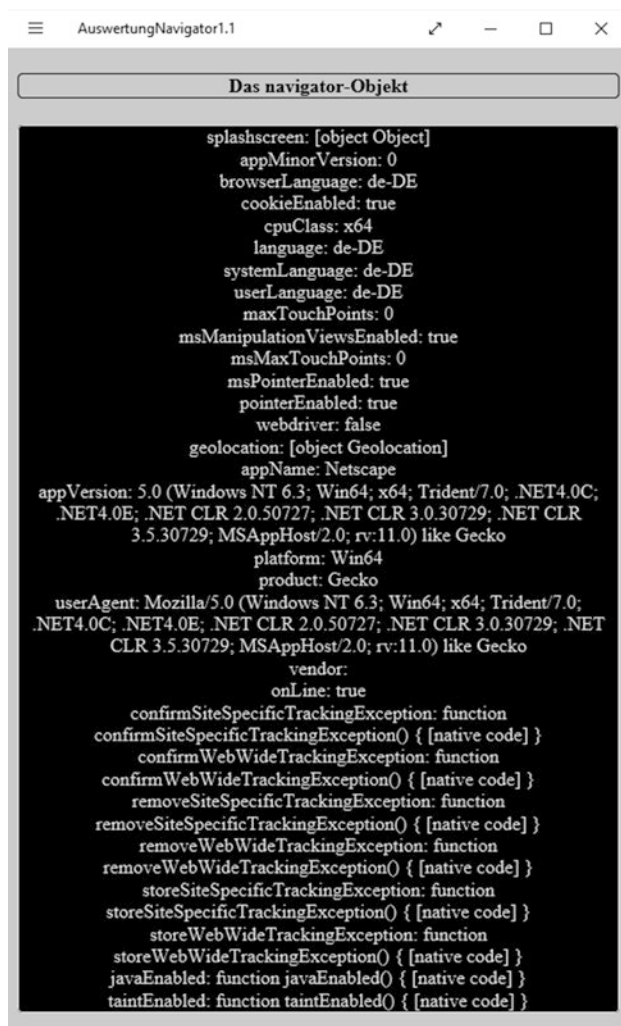 AuswertungNavigator1.1
Das navigator-Objekt
splashscreen: [object Object]
appMinorVersion: 0
browserLanguage: de-DE
cookieEnabled: true
cpuClass: x64
language: de-DE
systemLanguage: de-DE
userLanguage: de-DE
maxTouchPoints: 0
msManipulationViewsEnabled: true
msMaxTouchPoints: 0
msPointerEnabled: true
pointerEnabled: true
webdriver: false
geolocation: [object Geolocation]
appName: Netscape
appVersion: 5.0 (Windows NT 6.3; Win64; x64; Trident/7.0; .NET4.0C;
.NET4.0E; .NET CLR 2.0.50727; .NET CLR 3.0.30729; .NET CLR
3.5.30729; MSAppHost/2.0; rv:11.0) like Gecko
platform: Win64
product: Gecko
userAgent: Mozilla/5.0 (Windows NT 6.3; Win64; x64; Trident/7.0;
.NET4.0C; .NET4.0E; .NET CLR 2.0.50727; .NET CLR 3.0.30729; .NET
CLR 3.5.30729; MSAppHost/2.0; rv:11.0) like Gecko
vendor:
onLine: true
confirmSiteSpecificTrackingException: function
confirmSiteSpecificTrackingException() { [native code] }
confirmWebWideTrackingException: function
confirmWebWideTrackingException() { [native code] }
removeSiteSpecificTrackingException: function
removeSiteSpecificTrackingException() { [native code] }
removeWebWideTrackingException: function
removeWebWideTrackingException() { [native code] }
storeSiteSpecificTrackingException: function
storeSiteSpecificTrackingException() { [native code] }
storeWebWideTrackingException: function
storeWebWideTrackingException() { [native code] }
javaEnabled: function javaEnabled() { [native code] }
taintEnabled: function taintEnabled() { [native code] }